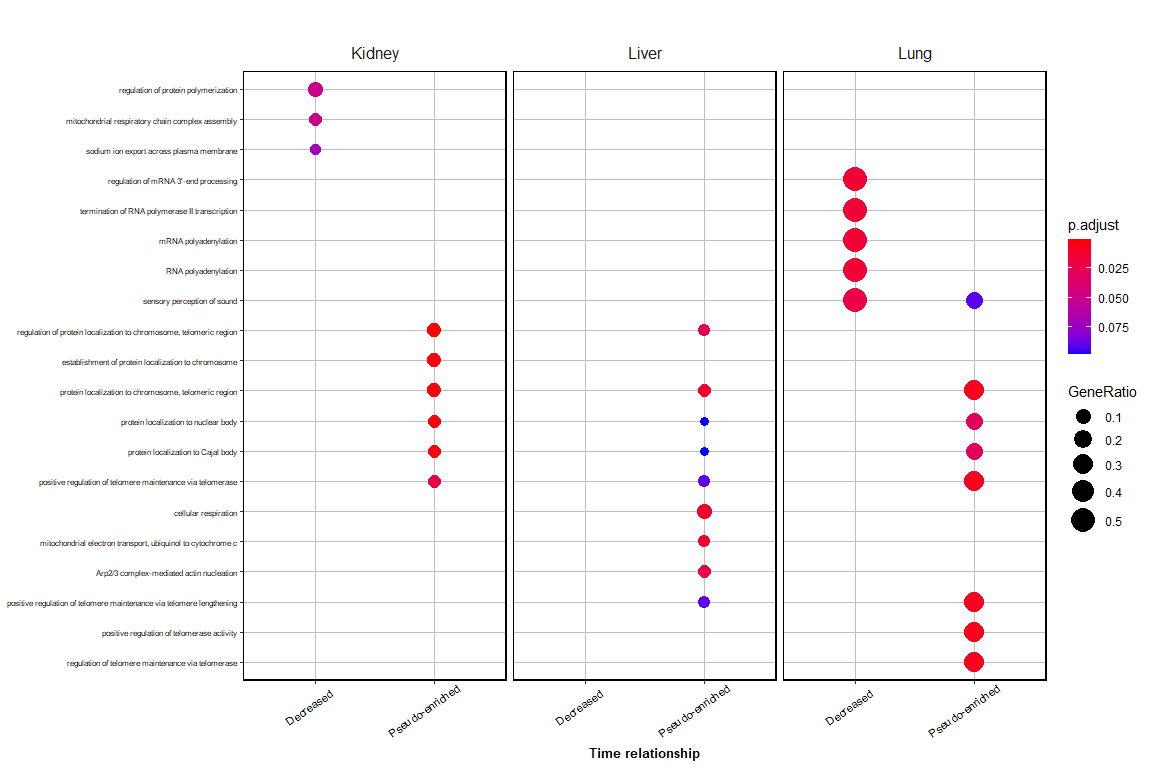 Kidney
Liver
Lung
regulation of protein polymerization
mitochondrial respiratory chain complex assembly
sodium ion export across plasma membrane
regulation of mRNA 3'-end processing
termination of RNA polymerase II transcription
mRNA polyadenylation
RNA polyadenylation
sensory perception of sound
regulation of protein localization to chromosome, telomeric region
establishment of protein localization to chromosome
protein localization to chromosome, telomeric region
protein localization to nuclear body
protein localization to Cajal body
positive regulation of telomere maintenance via telomerase
cellular respiration
mitochondrial electron transport, ubiquinol to cytochrome c
Arp2/3 complex-mediated actin nucleation
positive regulation of telomere maintenance via telomere lengthening
positive regulation of telomerase activity
regulation of telomere maintenance via telomerase
Decreased
Pseudo-enriched
Decreased
Pseudo-enriched
Decreased
Pseudo-enriched
Time relationship
p.adjust
0.025
0.050
0.075
GeneRatio
0.1
0.2
0.3
0.4
0.5